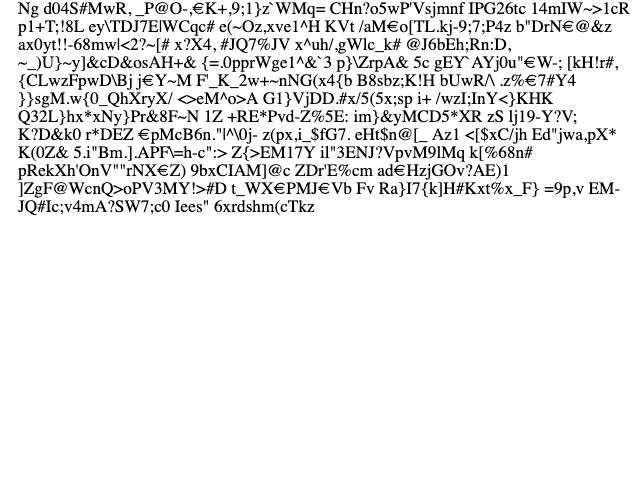 Ng d04S#MwR, _P@O-,€K+,9;1}z`WMq= CHn?o5wP'Vsjmnf IPG26tc 14mIW~>1cR
p1+T;!8L ey\TDJ7E|WCqc# e(~Oz,xve1^H KVt /aM€o[TL.kj-9;7;P4z b"DrN€@&z
ax0yt!!-68mw|<2?~[# x?X4, #JQ7%JV x^uh/,gWlc_k# @J6bEh;Rn:D,
~_)U}~y]&cD&osAH+& {=.0pprWge1^&`3 p}\ZrpA& 5c gEY`AYj0u"€W-; [kH!r#,
{CLwzFpwD\Bj j€Y~M F'_K_2w+~nNG(x4{b B8sbz;K!H bUwR/\ .z%€7#Y4
}}sgM.w{0_QhXryX/ <>eM^o>A G1}VjDD.#x/5(5x;sp i+ /wzI;InY<}KHK
Q32L}hx*xNy}Pr&8F~N 1Z +RE*Pvd-Z%5E: im}&yMCD5*XR zS lj19-Y?V;
K?D&k0 r*DEZ €pMcB6n."l^\0j- z(px,i_$fG7. eHt$n@[_ Az1 <[$xC/jh Ed"jwa,pX*
K(0Z& 5.i"Bm.].APF\=h-c":> Z{>EM17Y il"3ENJ?VpvM9lMq k[%68n#
pRekXh'OnV""rNX€Z) 9bxCIAM]@c ZDr'E%cm ad€HzjGOv?AE)1
]ZgF@WcnQ>oPV3MY!>#D t_WX€PMJ€Vb Fv Ra}I7{k]H#Kxt%x_F} =9p,v EM-
JQ#Ic;v4mA?SW7;c0 Iees" 6xrdshm(cTkz